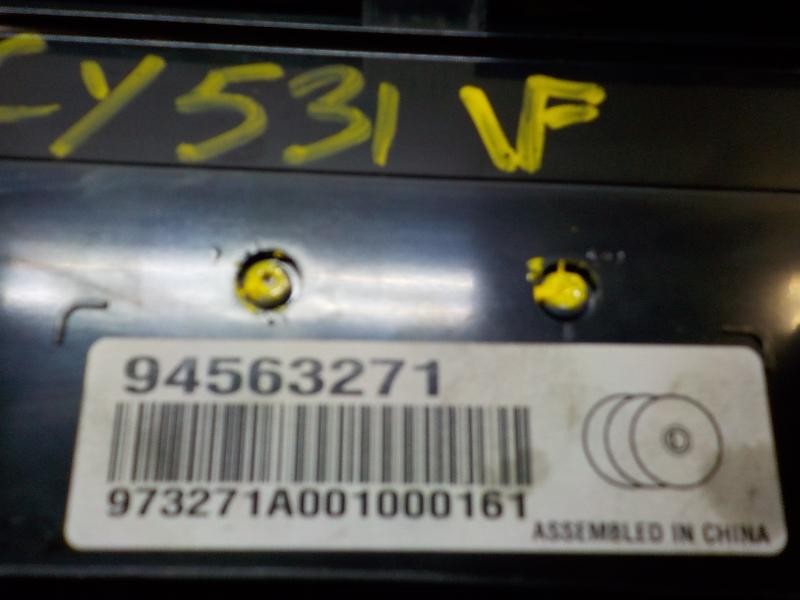 CY531 VF
94563271
973271A001000161
ASSEMBLED IN CHINA